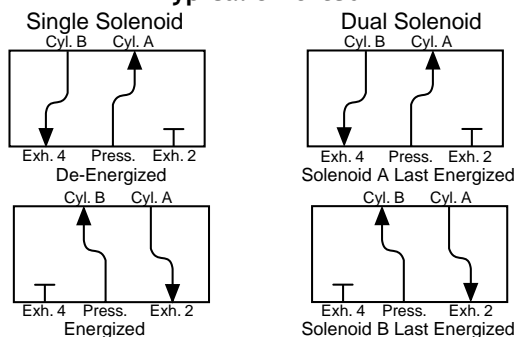 Single Solenoid
Cyl. B Cyl. A
Exh. 4 Press. Exh. 2
De-Energized
Cyl. B Cyl. A
Exh. 4 Press. Exh. 2
Energized
Dual Solenoid
Cyl. B Cyl. A
Exh. 4 Press. Exh. 2
Solenoid A Last Energized
Cyl. B Cyl. A
Exh. 4 Press. Exh. 2
Solenoid B Last Energized